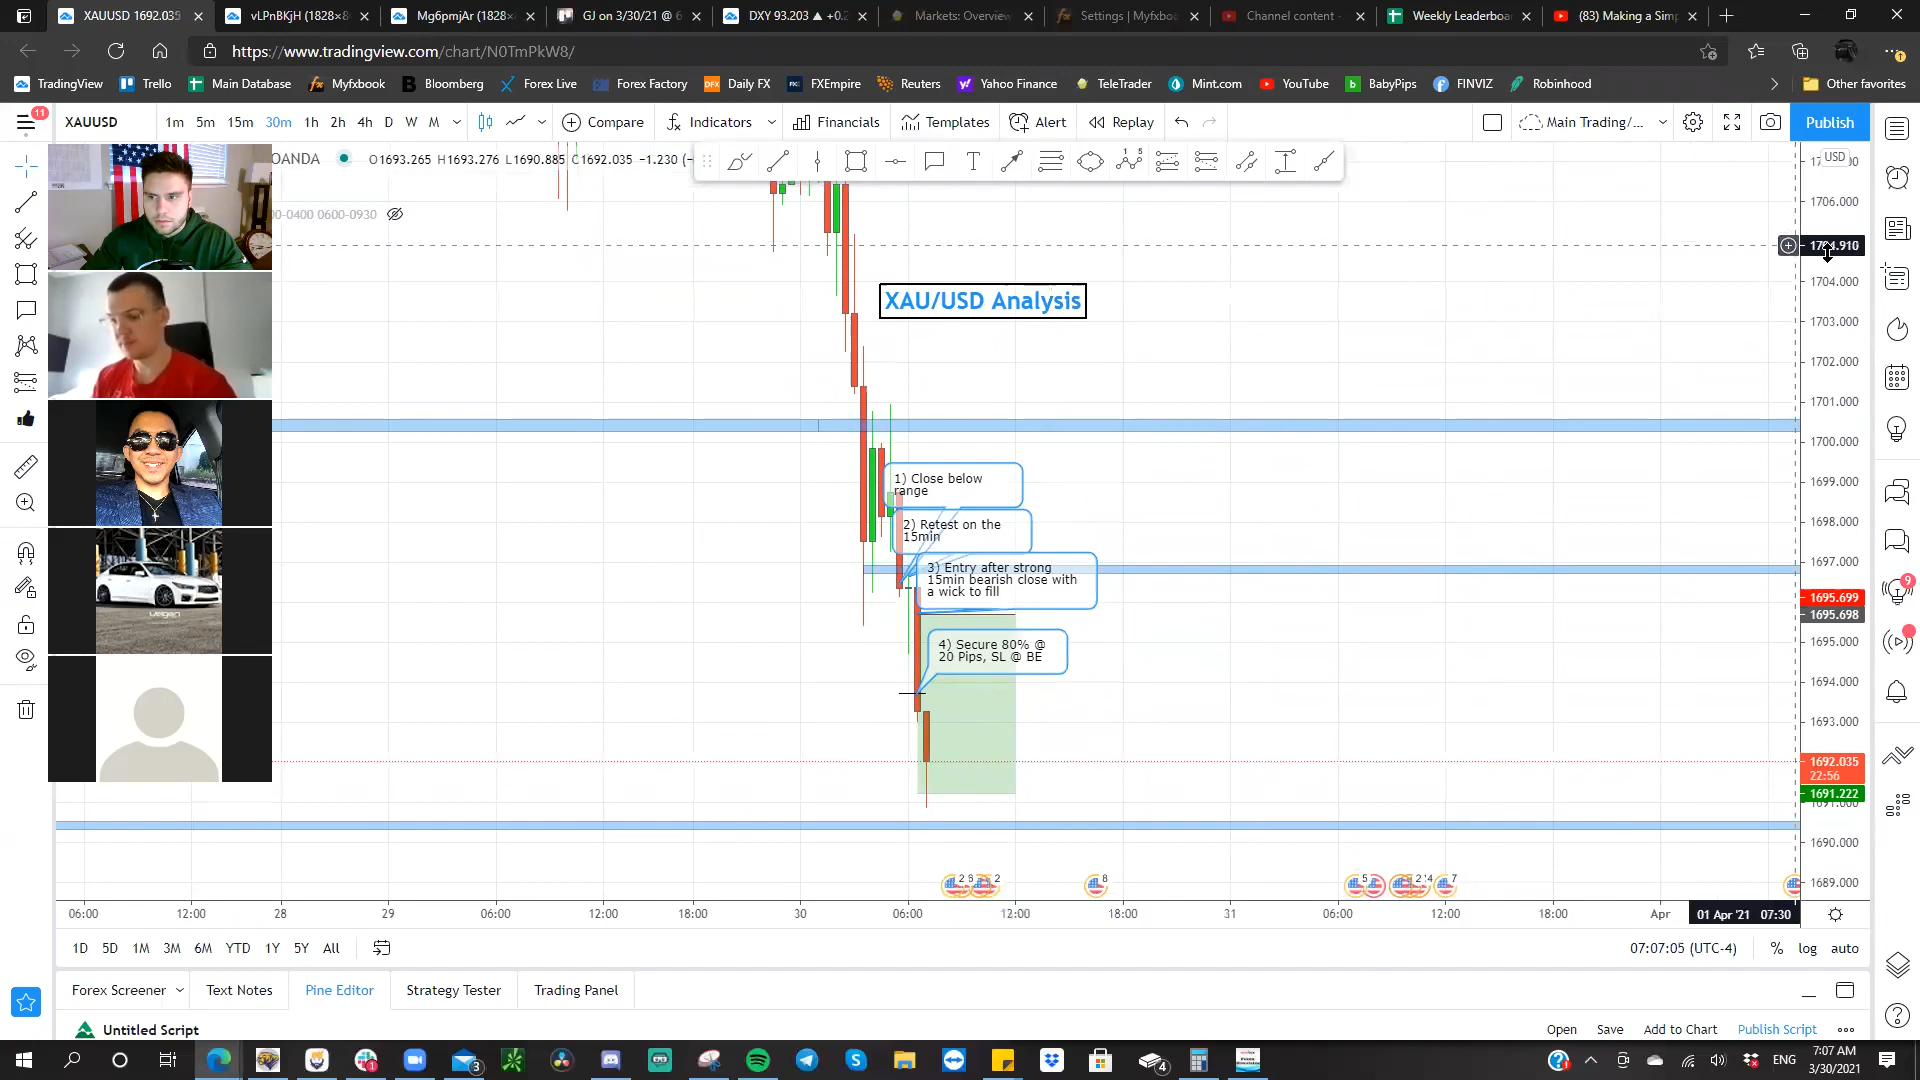 XAUUSD 1692.035
vLPnBKjH (1828×8
Mg6pmjAr (1828×
GJ on 3/30/21 @ 6
DXY 93.203 ▲ +0.2
Markets: Overview
Settings | Myfxboo
Channel content -
Weekly Leaderboa
(83) Making a Simp
https://www.tradingview.com/chart/N0TmPkW8/
TradingView
Trello
Main Database
Myfxbook
Bloomberg
Forex Live
Forex Factory
Daily FX
FXEmpire
Reuters
Yahoo Finance
TeleTrader
Mint.com
YouTube
BabyPips
FINVIZ
Robinhood
Other favorites
11
XAUUSD
1m 5m 15m 30m 1h 2h 4h D W M
Compare
Indicators
Financials
Templates
Alert
Replay
Main Trading/...
Publish
OANDA
O1693.265 H1693.276 L1690.885 C1692.035 −1.230 (−
USD
00-0400 0600-0930
1706.000
1704.000
1703.000
1702.000
1701.000
1700.000
1699.000
1698.000
1697.000
1695.699
1695.698
1695.000
1694.000
1693.000
1692.035
22:56
1691.222
1690.000
1689.000
XAU/USD Analysis
1) Close below
range
2) Retest on the
15min
3) Entry after strong
15min bearish close with
a wick to fill
4) Secure 80% @
20 Pips, SL @ BE
9
8
7
06:00 12:00 28 29 06:00 12:00 18:00 30 06:00 12:00 18:00 31 06:00 12:00 18:00 Apr 01 Apr '21 07:30
1D 5D 1M 3M 6M YTD 1Y 5Y All
07:07:05 (UTC-4)
% log auto
Forex Screener
Text Notes
Pine Editor
Strategy Tester
Trading Panel
Untitled Script
Open
Save
Add to Chart
Publish Script
ENG
7:07 AM
3/30/2021